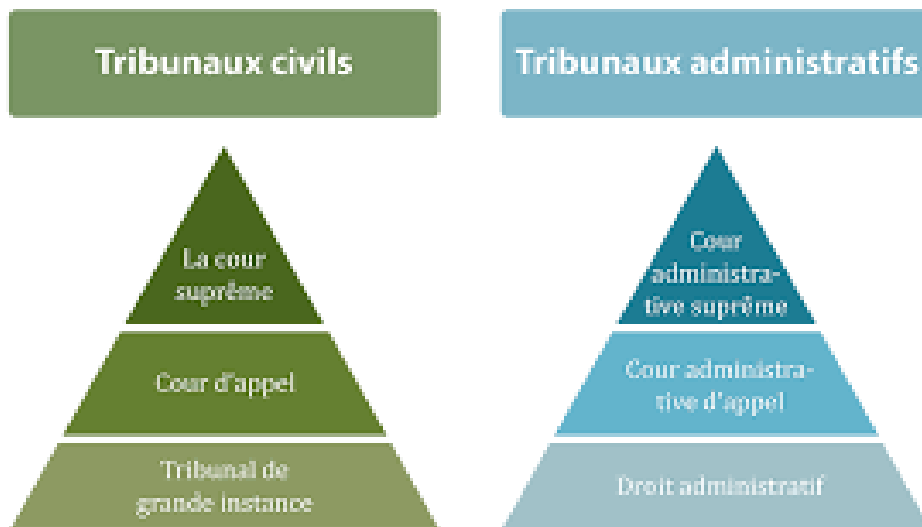 Tribunaux civils
La cour
suprême
Cour d'appel
Tribunal de
grande instance
Tribunaux administratifs
Cour
administra-
tive suprême
Cour administra-
tive d'appel
Droit administratif